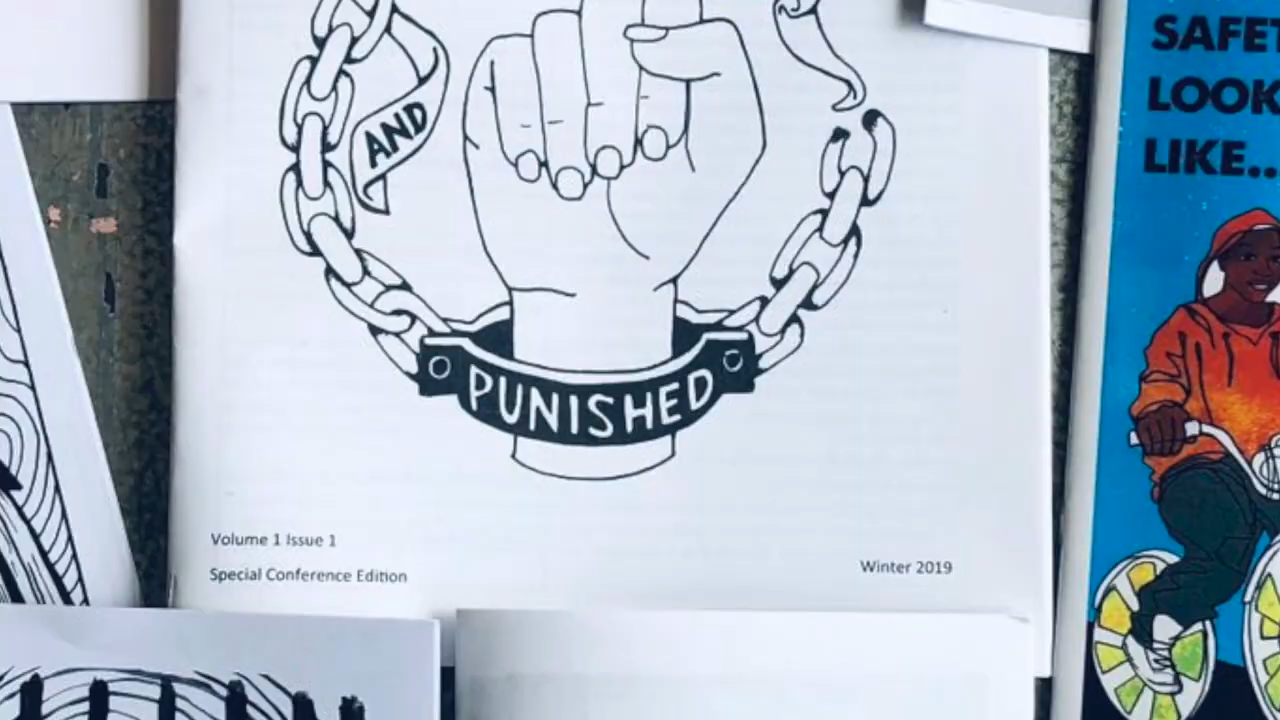 AND
PUNISHED
Volume 1 Issue 1
Special Conference Edition
Winter 2019
SAFET
LOOK
LIKE...